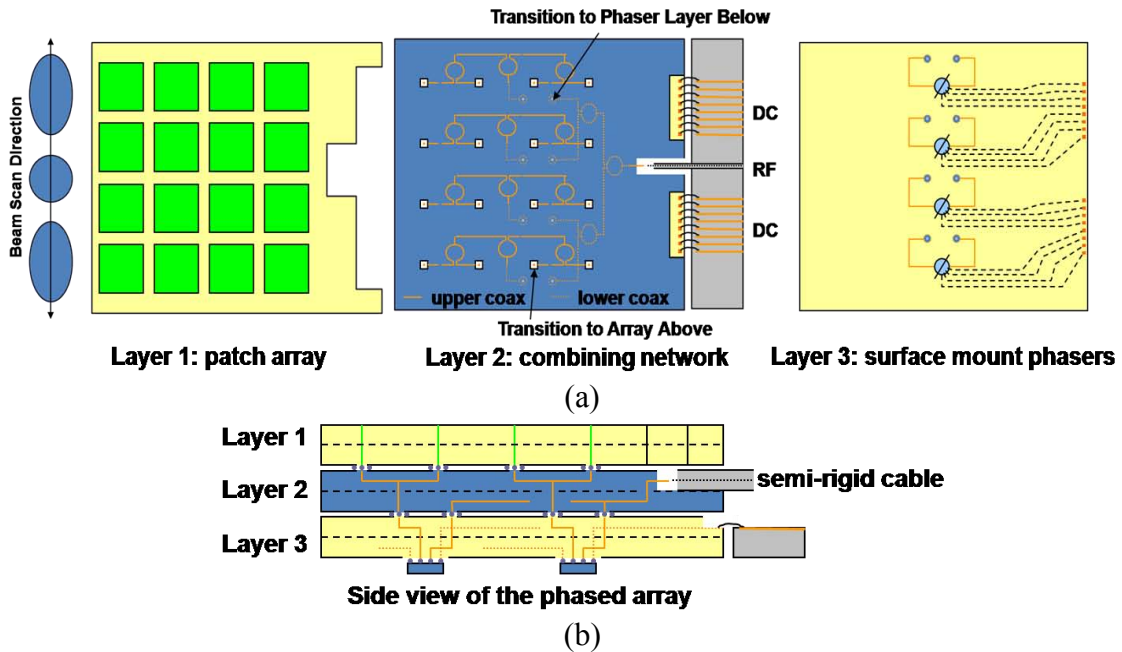 Transition to Phaser Layer Below
Beam Scan Direction
DC
RF
DC
upper coax
lower coax
Transition to Array Above
Layer 1: patch array
Layer 2: combining network
Layer 3: surface mount phasers
(a)
Layer 1
Layer 2
semi-rigid cable
Layer 3
Side view of the phased array
(b)